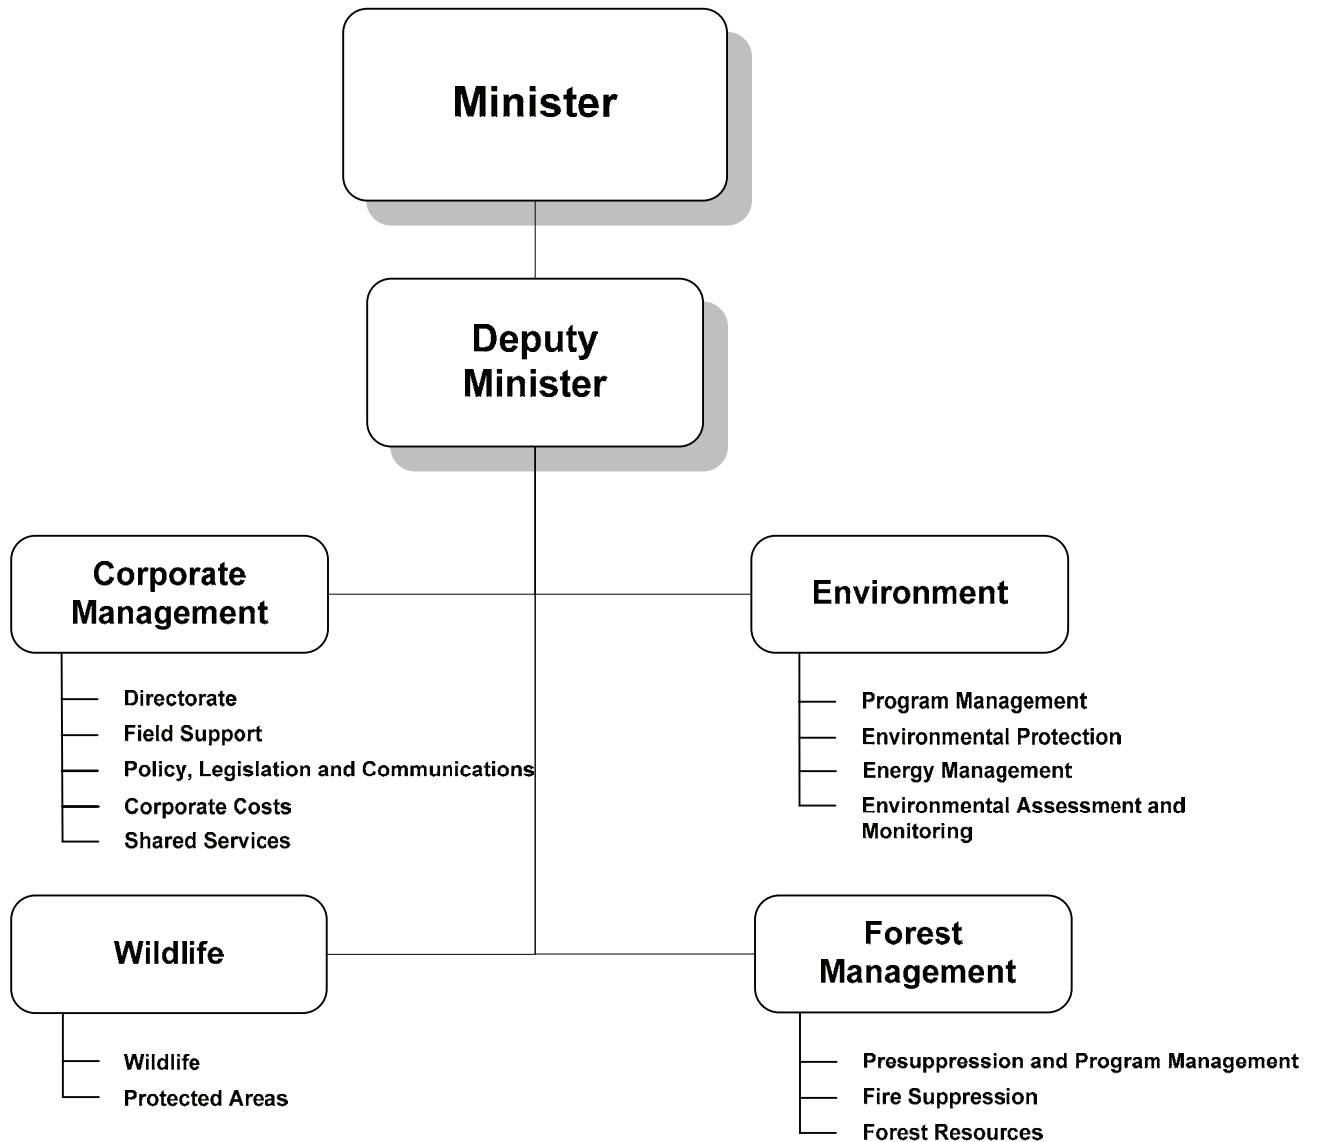 Minister
Deputy
Minister
Corporate
Management
Directorate
Field Support
Policy, Legislation and Communications
Corporate Costs
Shared Services
Environment
Program Management
Environmental Protection
Energy Management
Environmental Assessment and
Monitoring
Wildlife
Wildlife
Protected Areas
Forest
Management
Presuppression and Program Management
Fire Suppression
Forest Resources